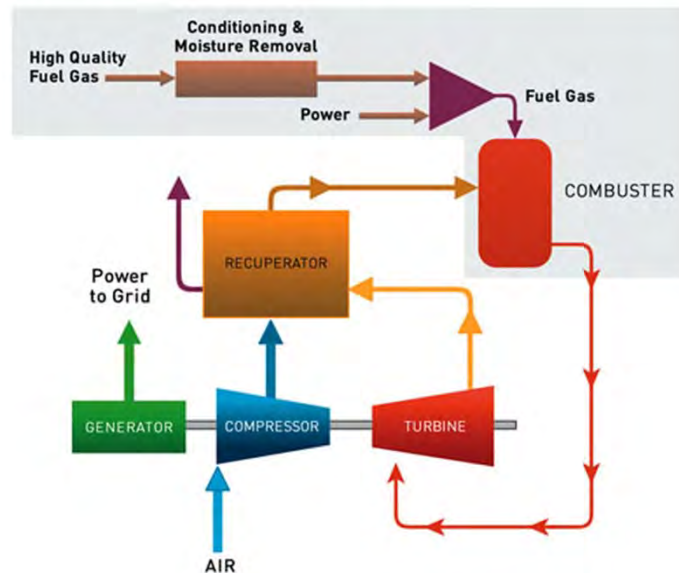 Conditioning &
Moisture Removal
High Quality
Fuel Gas
Power
Fuel Gas
COMBUSTER
RECUPERATOR
Power
to Grid
GENERATOR
COMPRESSOR
TURBINE
AIR